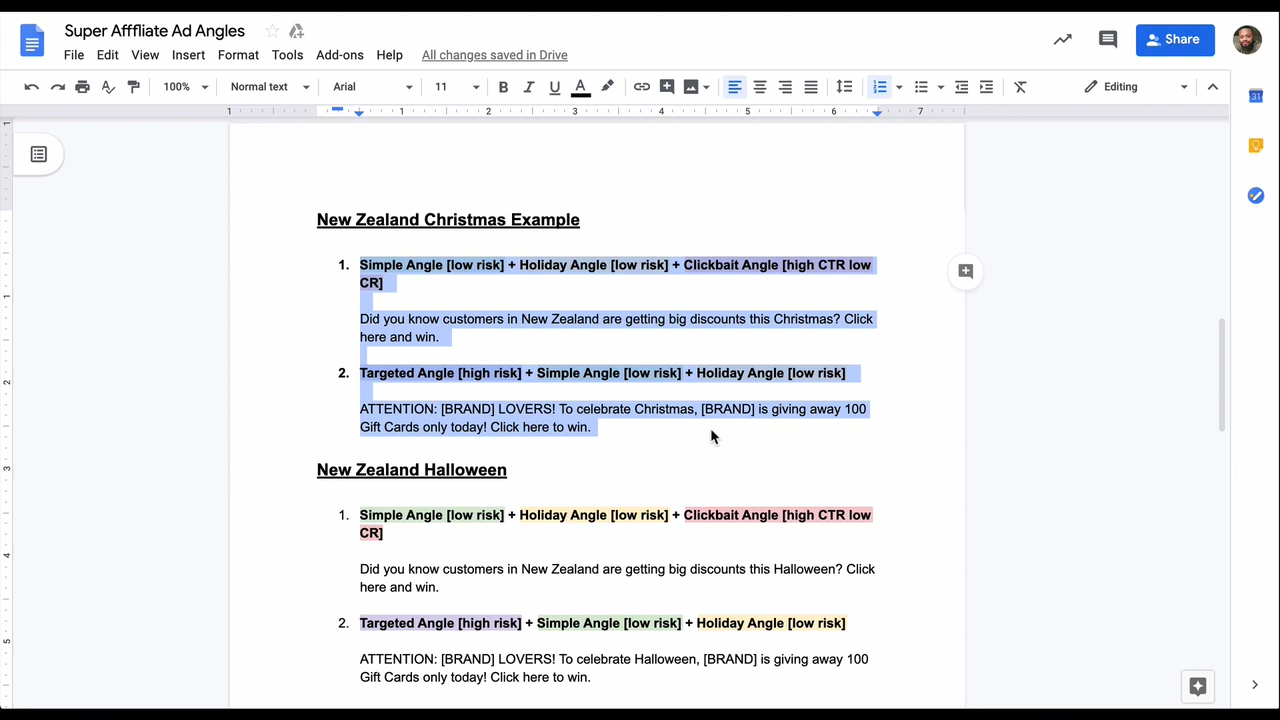 Super Afffliate Ad Angles
File Edit View Insert Format Tools Add-ons Help All changes saved in Drive
Share
100% Normal text Arial 11 B I U A Editing
1 1 2 3 4 5 6 7
New Zealand Christmas Example
1. Simple Angle [low risk] + Holiday Angle [low risk] + Clickbait Angle [high CTR low
CR]
Did you know customers in New Zealand are getting big discounts this Christmas? Click
here and win.
2. Targeted Angle [high risk] + Simple Angle [low risk] + Holiday Angle [low risk]
ATTENTION: [BRAND] LOVERS! To celebrate Christmas, [BRAND] is giving away 100
Gift Cards only today! Click here to win.
New Zealand Halloween
1. Simple Angle [low risk] + Holiday Angle [low risk] + Clickbait Angle [high CTR low
CR]
Did you know customers in New Zealand are getting big discounts this Halloween? Click
here and win.
2. Targeted Angle [high risk] + Simple Angle [low risk] + Holiday Angle [low risk]
ATTENTION: [BRAND] LOVERS! To celebrate Halloween, [BRAND] is giving away 100
Gift Cards only today! Click here to win.
1
1
2
3
4
5
31